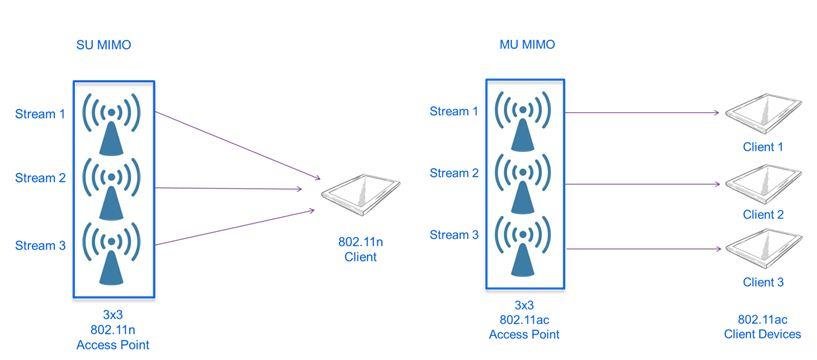 SU MIMO
Stream 1
Stream 2
Stream 3
802.11n
Client
3x3
802.11n
Access Point
MU MIMO
Stream 1
Stream 2
Stream 3
Client 1
Client 2
Client 3
3x3
802.11ac
Access Point
802.11ac
Client Devices